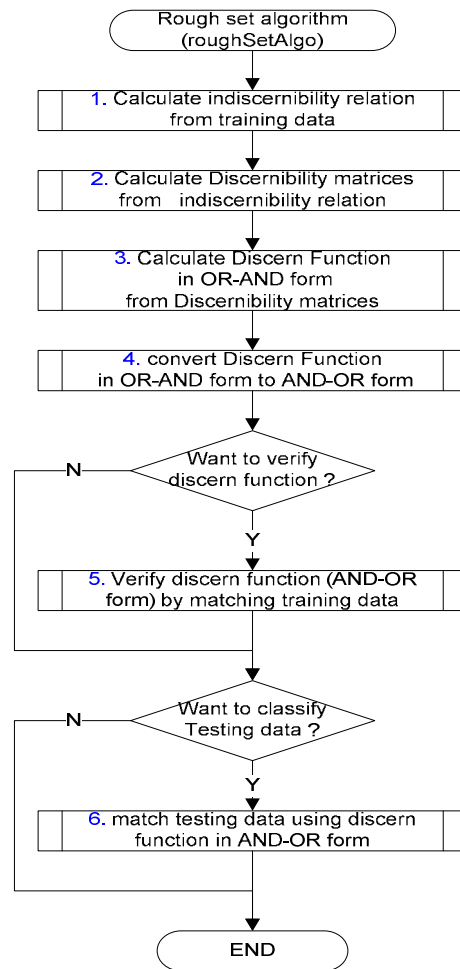 Rough set algorithm
(roughSetAlgo)
1. Calculate indiscernibility relation
from training data
2. Calculate Discernibility matrices
from indiscernibility relation
3. Calculate Discern Function
in OR-AND form
from Discernibility matrices
4. convert Discern Function
in OR-AND form to AND-OR form
Want to verify
discern function ?
N
Y
5. Verify discern function (AND-OR
form) by matching training data
Want to classify
Testing data ?
N
Y
6. match testing data using discern
function in AND-OR form
END